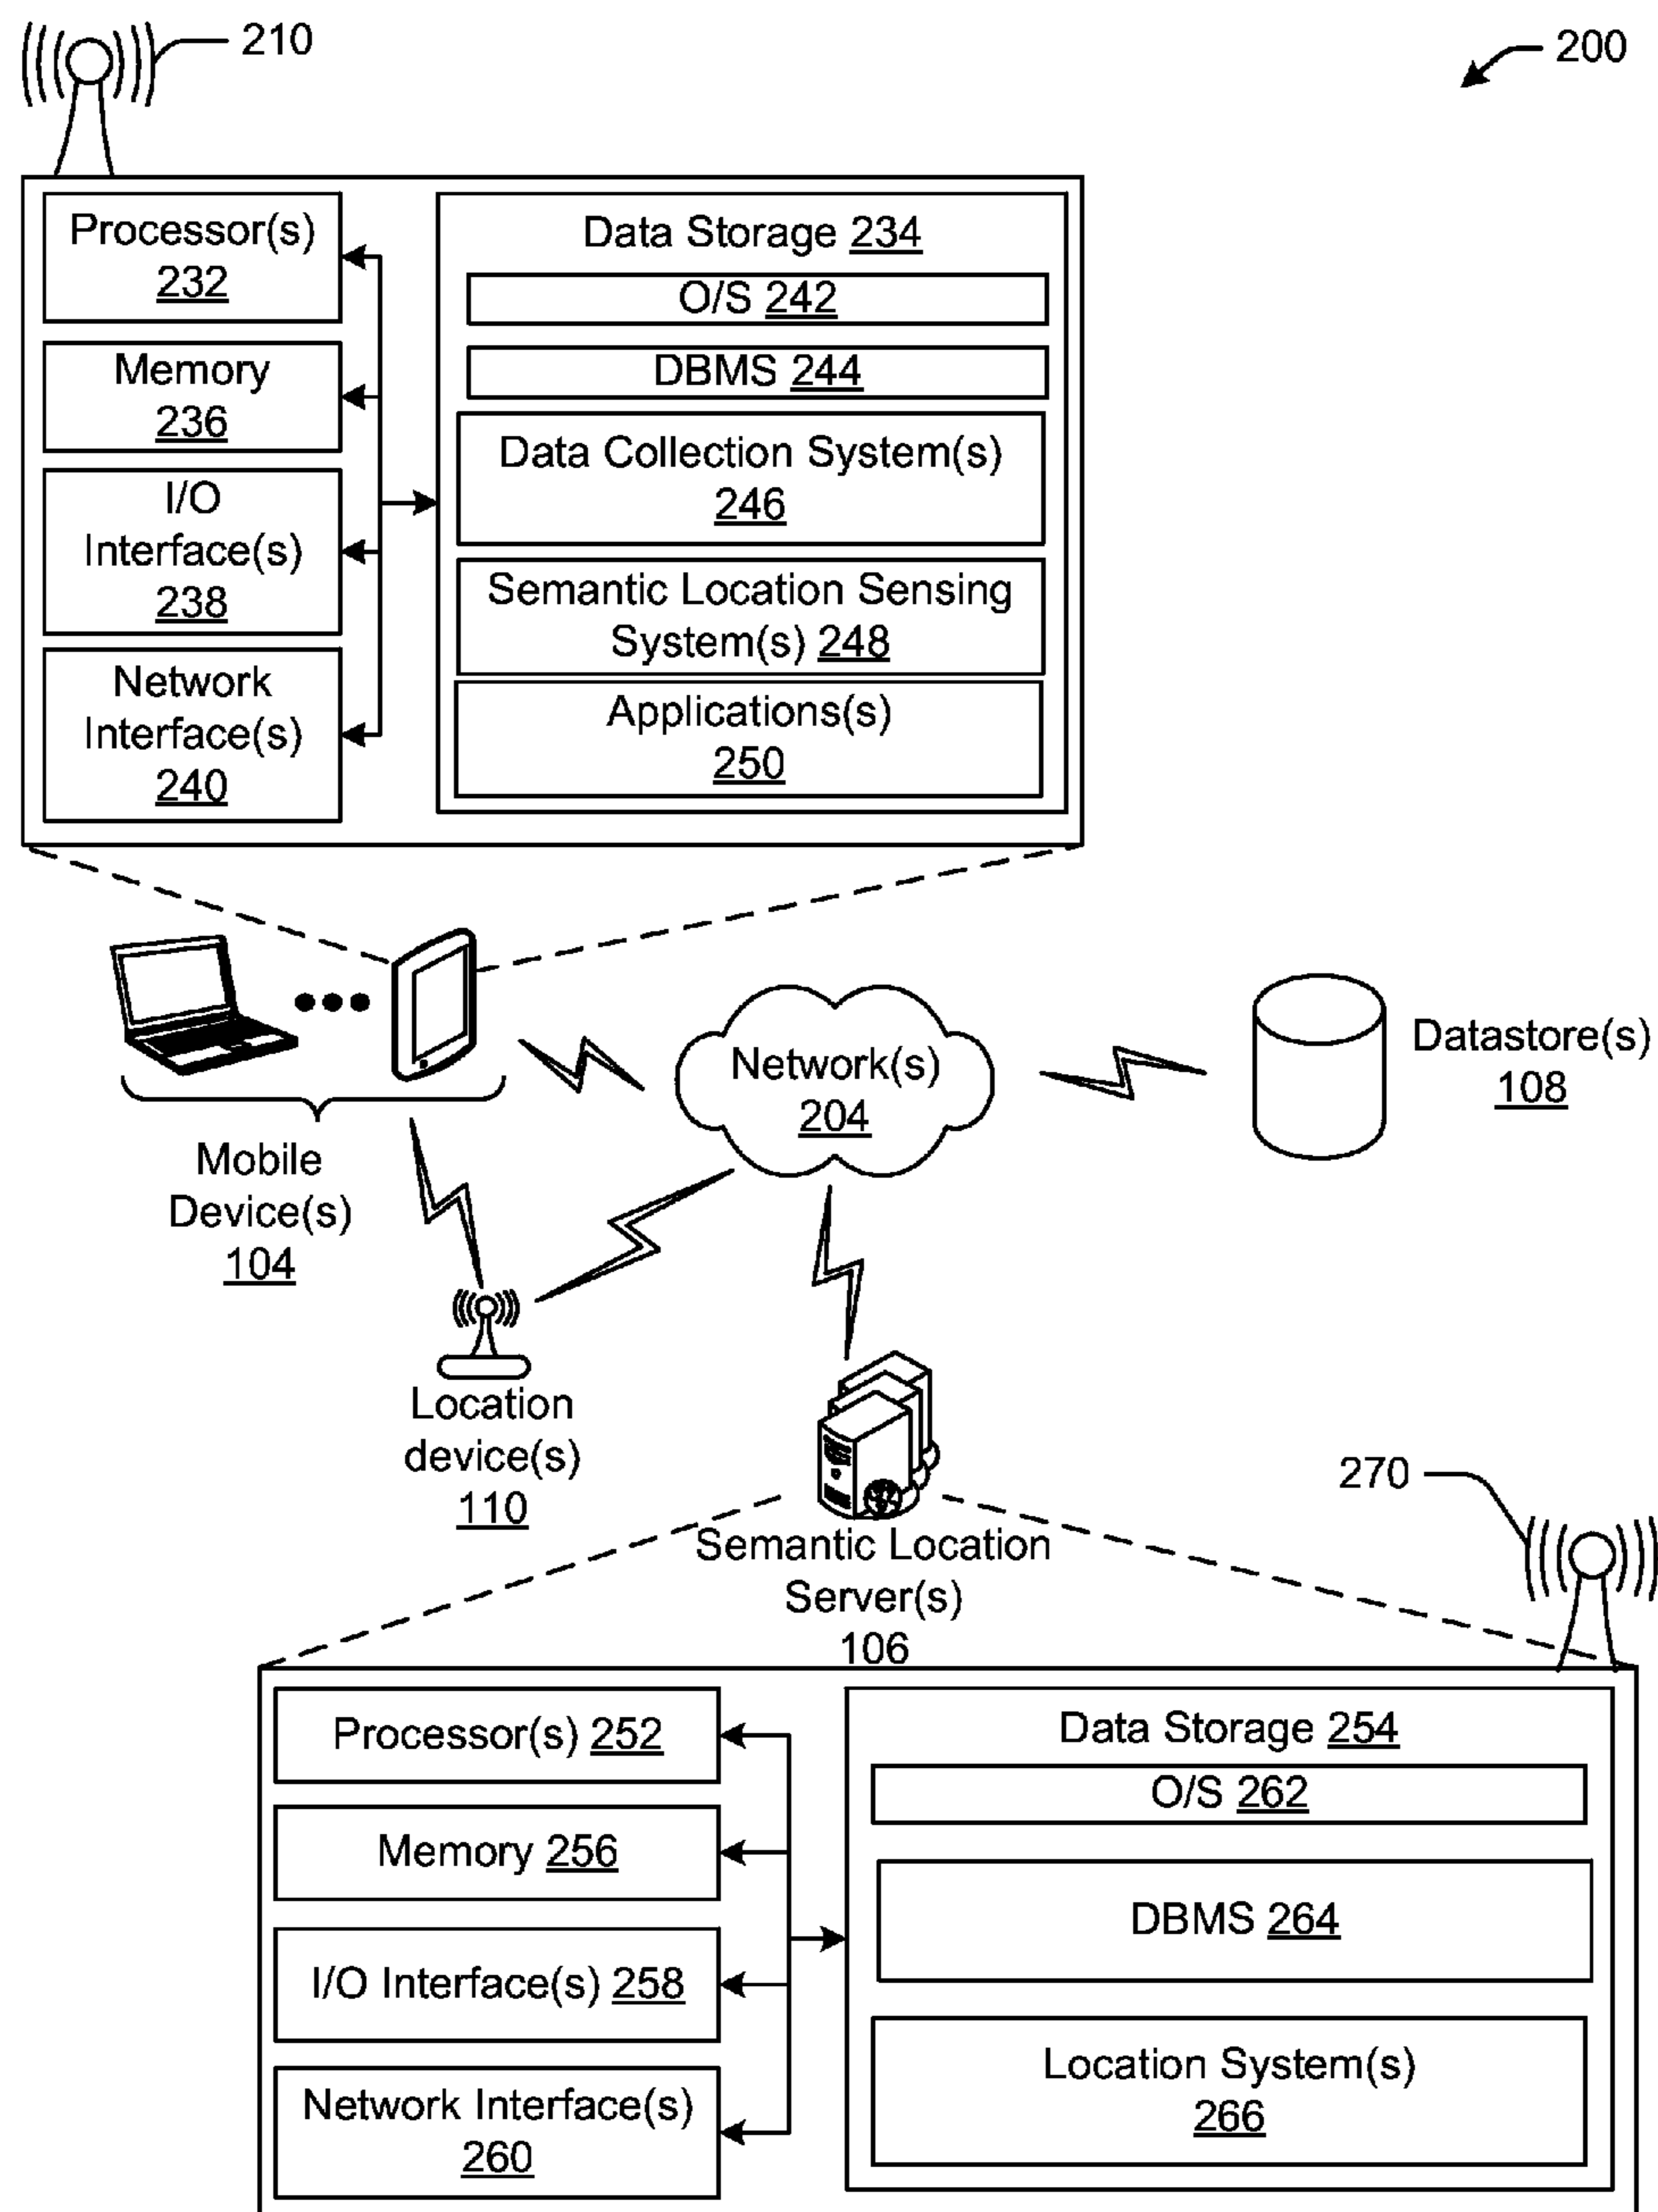 210
200
Processor(s)
232
Memory
236
I/O
Interface(s)
238
Network
Interface(s)
240
Data Storage 234
O/S 242
DBMS 244
Data Collection System(s)
246
Semantic Location Sensing
System(s) 248
Applications(s)
250
Mobile
Device(s)
104
Network(s)
204
Datastore(s)
108
Location
device(s)
110
Semantic Location
Server(s)
106
270
Processor(s) 252
Memory 256
I/O Interface(s) 258
Network Interface(s)
260
Data Storage 254
O/S 262
DBMS 264
Location System(s)
266